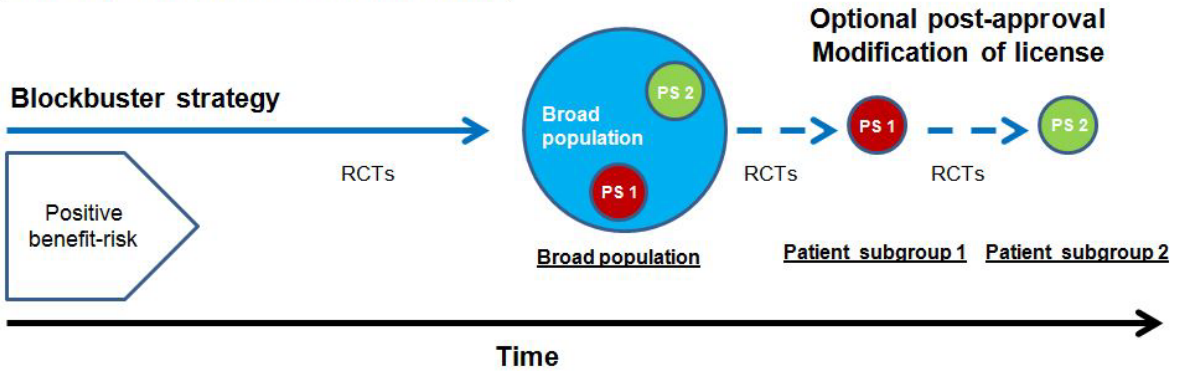 Optional post-approval
Modification of license
Blockbuster strategy
PS 2
Broad
population
PS 1
PS 1
PS 2
RCTs
RCTs
RCTs
Positive
benefit-risk
Broad population
Patient subgroup 1
Patient subgroup 2
Time